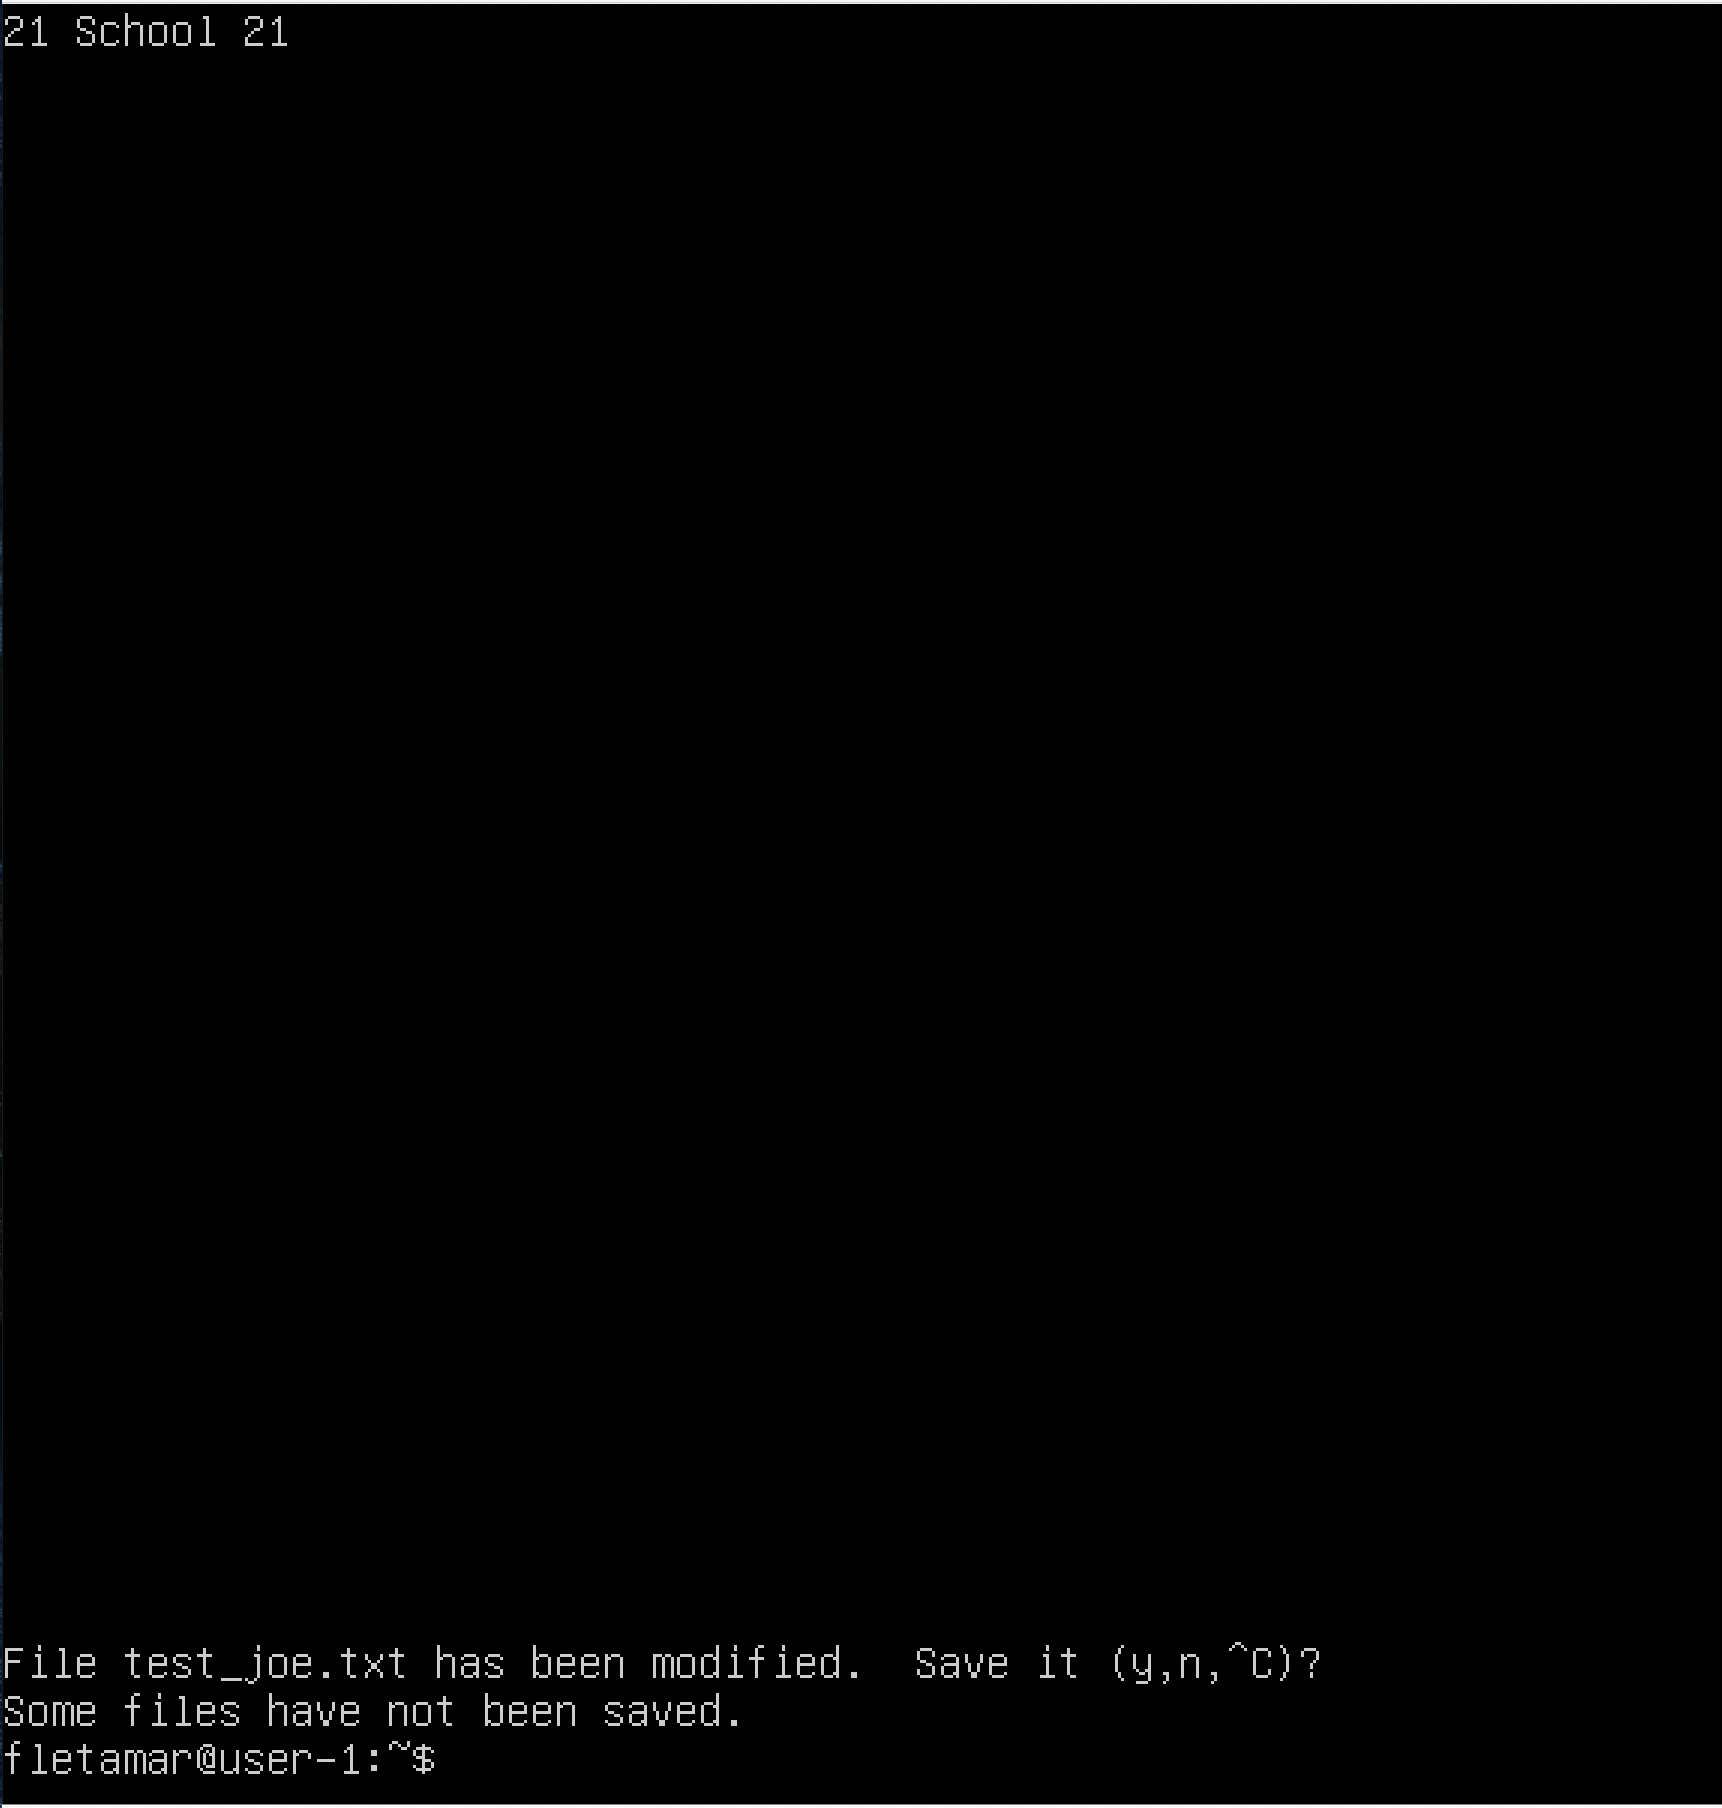 21 School 21
File test_joe.txt has been modified.  Save it (y,n,^C)?
Some files have not been saved.
fletamar@user-1:~$